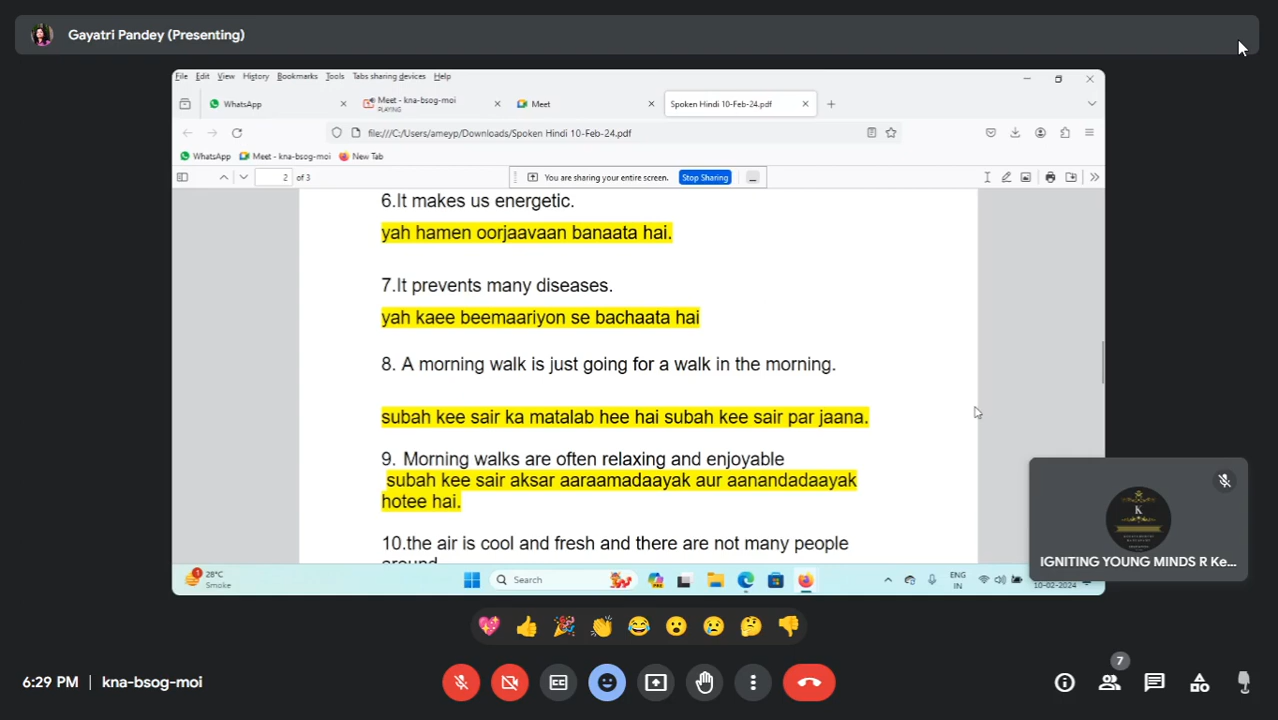 Gayatri Pandey (Presenting)
File Edit View History Bookmarks Tools Tabs sharing devices Help
WhatsApp Meet - kna-bsog-moi Meet Spoken Hindi 10-Feb-24.pdf
PLAYING
file:///C:/Users/ameyp/Downloads/Spoken Hindi 10-Feb-24.pdf
WhatsApp Meet - kna-bsog-moi New Tab
2 of 3 You are sharing your entire screen. Stop Sharing
6.It makes us energetic.
yah hamen oorjaavaan banaata hai.
7.It prevents many diseases.
yah kaee beemaariyon se bachaata hai
8. A morning walk is just going for a walk in the morning.
subah kee sair ka matalab hee hai subah kee sair par jaana.
9. Morning walks are often relaxing and enjoyable
subah kee sair aksar aaraamadaayak aur aanandadaayak
hotee hai.
10.the air is cool and fresh and there are not many people
around
K
IGNITING YOUNG MINDS R Ke...
1
28°C
Smoke
Search
ENG
IN
10-02-2024
6:29 PM | kna-bsog-moi
7